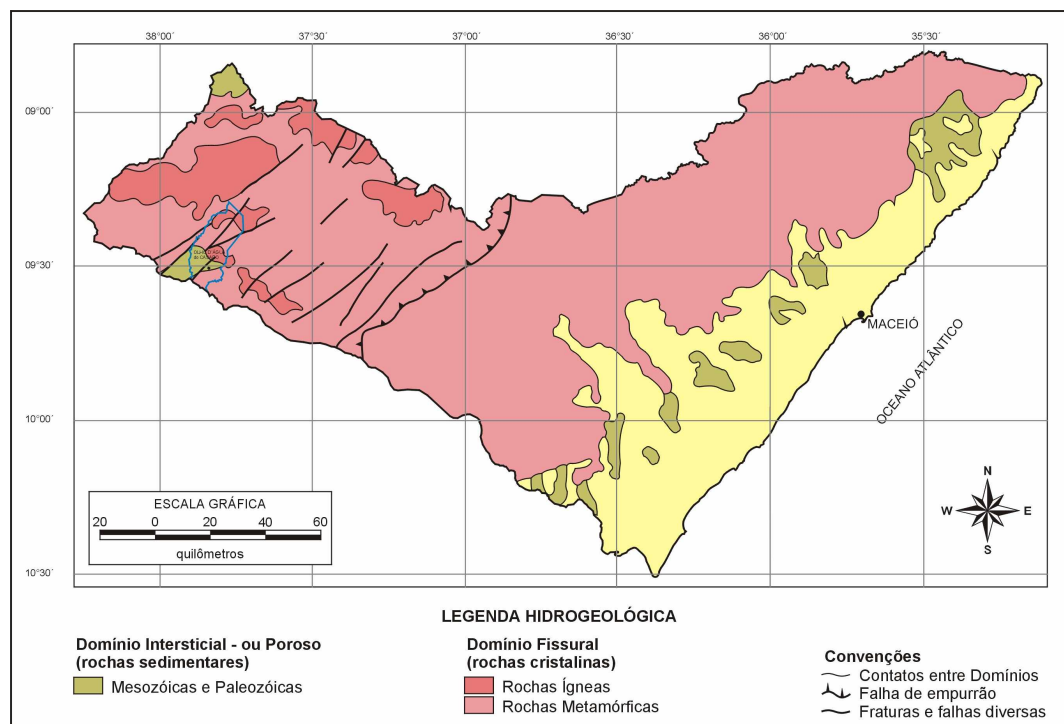 38°00´ 37°30´ 37°00´ 36°30´ 36°00´ 35°30´
09°00´
09°30´
10°00´
10°30´
MACEIÓ
OCEANO ATLÂNTICO
ESCALA GRÁFICA
20 0 20 40 60
quilômetros
N
W E
S
LEGENDA HIDROGEOLÓGICA
Domínio Intersticial - ou Poroso
(rochas sedimentares)
Mesozóicas e Paleozóicas
Domínio Fissural
(rochas cristalinas)
Rochas Ígneas
Rochas Metamórficas
Convenções
Contatos entre Domínios
Falha de empurrão
Fraturas e falhas diversas